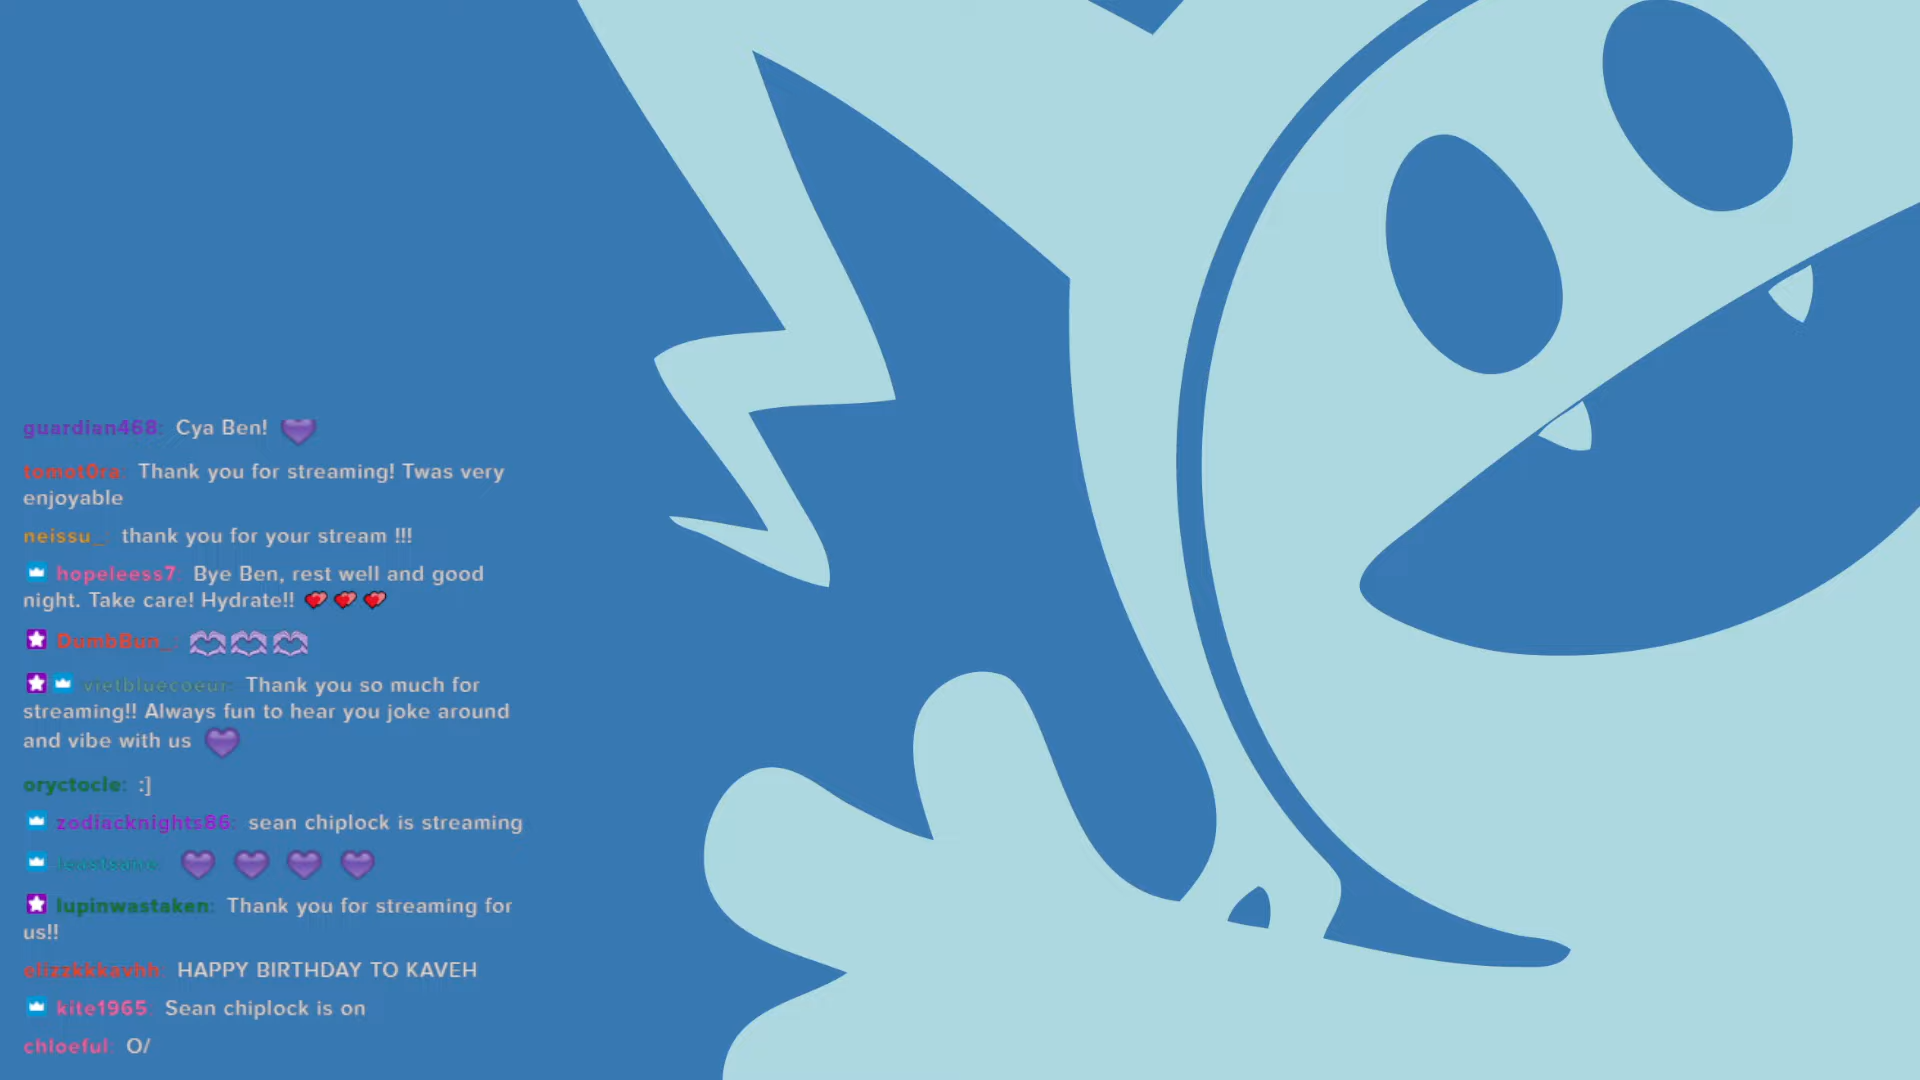 guardian468: Cya Ben!
tomot0ra: Thank you for streaming! Twas very
enjoyable
neissu_: thank you for your stream !!!
hopeleess7: Bye Ben, rest well and good
night. Take care! Hydrate!!
DumbBun_:
vietbluecoeur: Thank you so much for
streaming!! Always fun to hear you joke around
and vibe with us
oryctocle: :]
zodiacknights86: sean chiplock is streaming
leastsane:
lupinwastaken: Thank you for streaming for
us!!
elizzkkkavhh: HAPPY BIRTHDAY TO KAVEH
kite1965: Sean chiplock is on
chloeful: O/